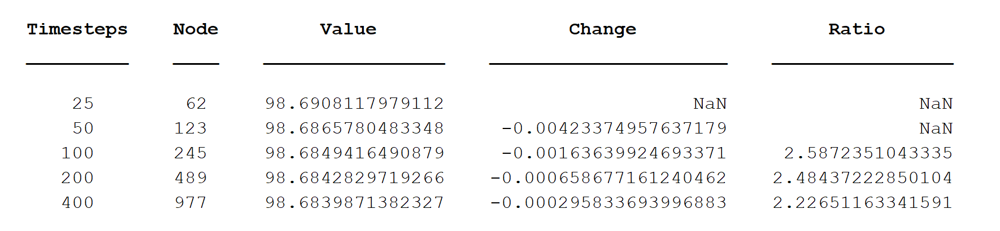 Timesteps Node Value Change Ratio
25 62 98.6908117979112 NaN NaN
50 123 98.6865780483348 -0.00423374957637179 NaN
100 245 98.6849416490879 -0.00163639924693371 2.5872351043335
200 489 98.6842829719266 -0.000658677161240462 2.48437222850104
400 977 98.6839871382327 -0.000295833693996883 2.22651163341591